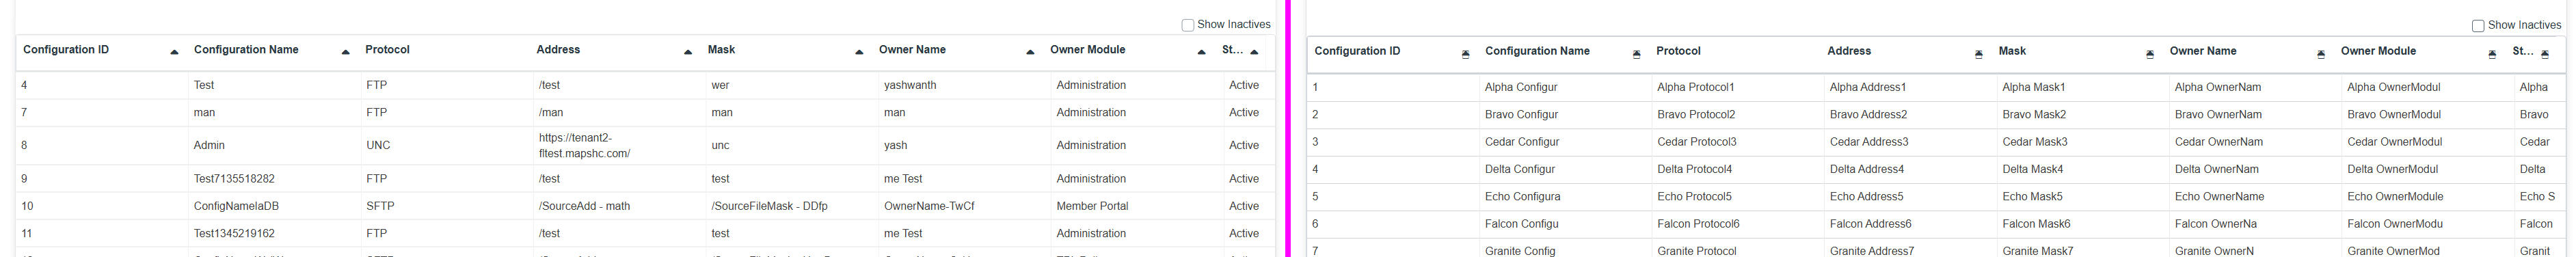 Show Inactives
Configuration ID Configuration Name Protocol Address Mask Owner Name Owner Module St...
4 Test FTP /test wer yashwanth Administration Active
7 man FTP /man man man Administration Active
8 Admin UNC https://tenant2-
fltest.mapshc.com/ unc yash Administration Active
9 Test7135518282 FTP /test test me Test Administration Active
10 ConfigNameIaDB SFTP /SourceAdd - math /SourceFileMask - DDfp OwnerName-TwCf Member Portal Active
11 Test1345219162 FTP /test test me Test Administration Active
Show Inactives
Configuration ID Configuration Name Protocol Address Mask Owner Name Owner Module St...
1 Alpha Configur Alpha Protocol1 Alpha Address1 Alpha Mask1 Alpha OwnerNam Alpha OwnerModul Alpha
2 Bravo Configur Bravo Protocol2 Bravo Address2 Bravo Mask2 Bravo OwnerNam Bravo OwnerModul Bravo
3 Cedar Configur Cedar Protocol3 Cedar Address3 Cedar Mask3 Cedar OwnerNam Cedar OwnerModul Cedar
4 Delta Configur Delta Protocol4 Delta Address4 Delta Mask4 Delta OwnerNam Delta OwnerModul Delta
5 Echo Configura Echo Protocol5 Echo Address5 Echo Mask5 Echo OwnerName Echo OwnerModule Echo S
6 Falcon Configu Falcon Protocol6 Falcon Address6 Falcon Mask6 Falcon OwnerNa Falcon OwnerModu Falcon
7 Granite Config Granite Protocol Granite Address7 Granite Mask7 Granite OwnerN Granite OwnerMod Granit